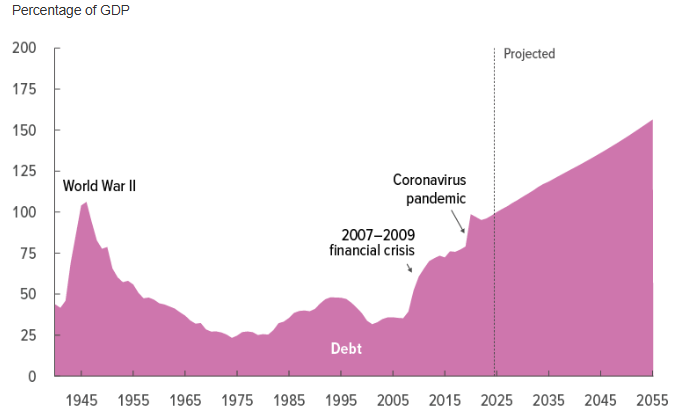 Percentage of GDP
200
Projected
175
150
125
World War II
Coronavirus
pandemic
100
2007–2009
financial crisis
75
50
25
Debt
0
1945 1955 1965 1975 1985 1995 2005 2015 2025 2035 2045 2055